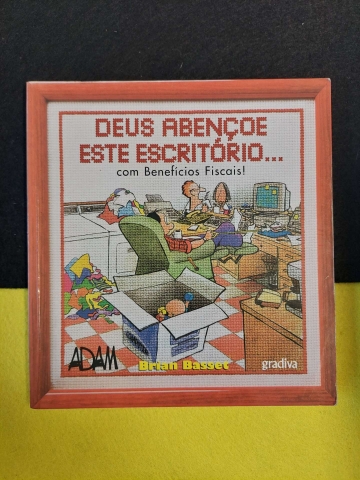 DEUS ABENÇOE
ESTE ESCRITÓRIO...
com Benefícios Fiscais!
ADAM
Brian Basset
gradiva